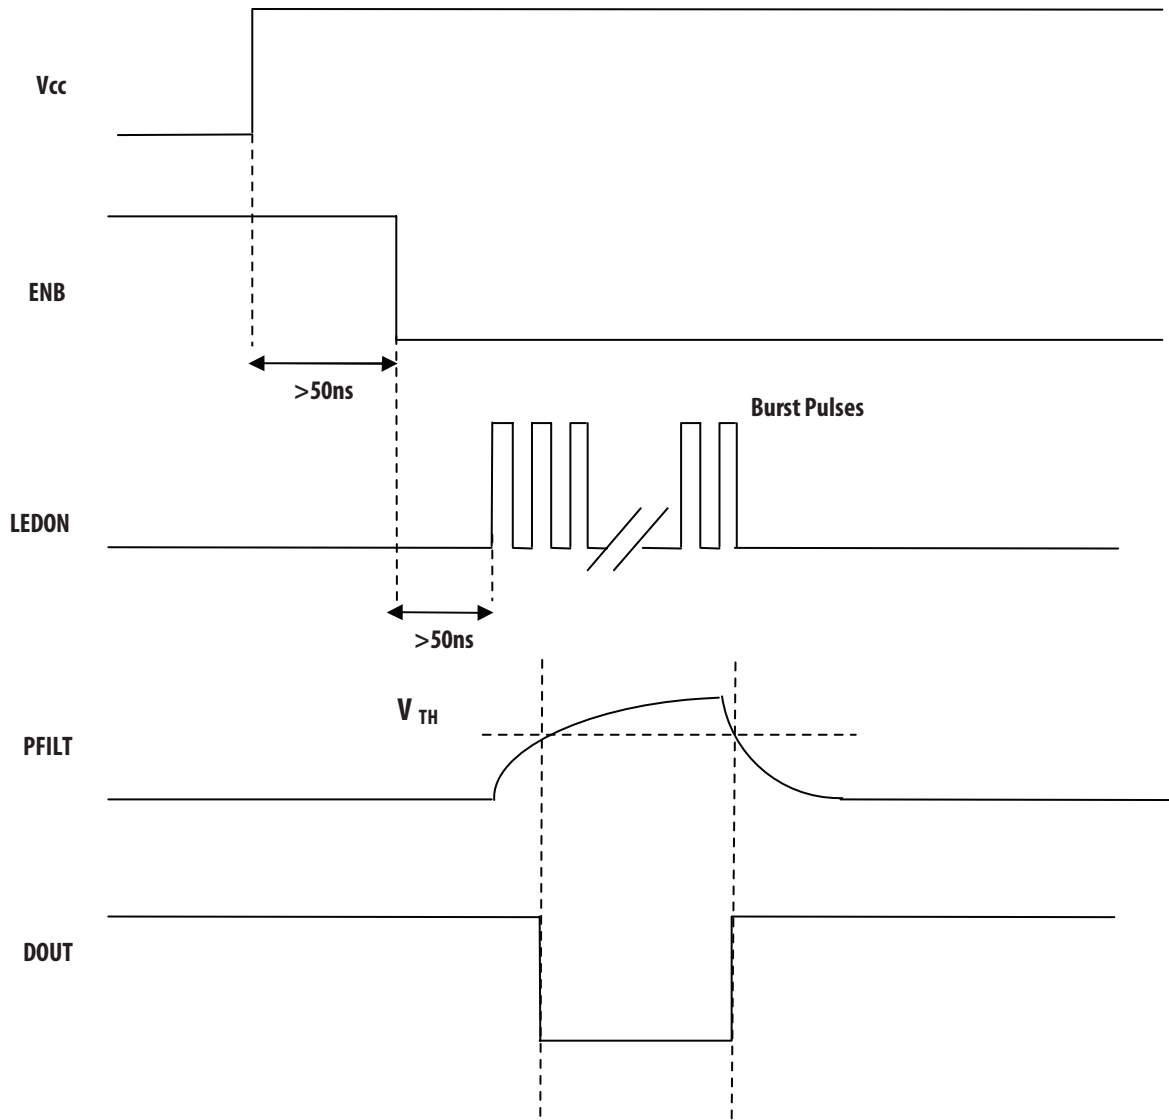 Vcc
ENB
>50ns
Burst Pulses
LEDON
>50ns
V TH
PFILT
DOUT